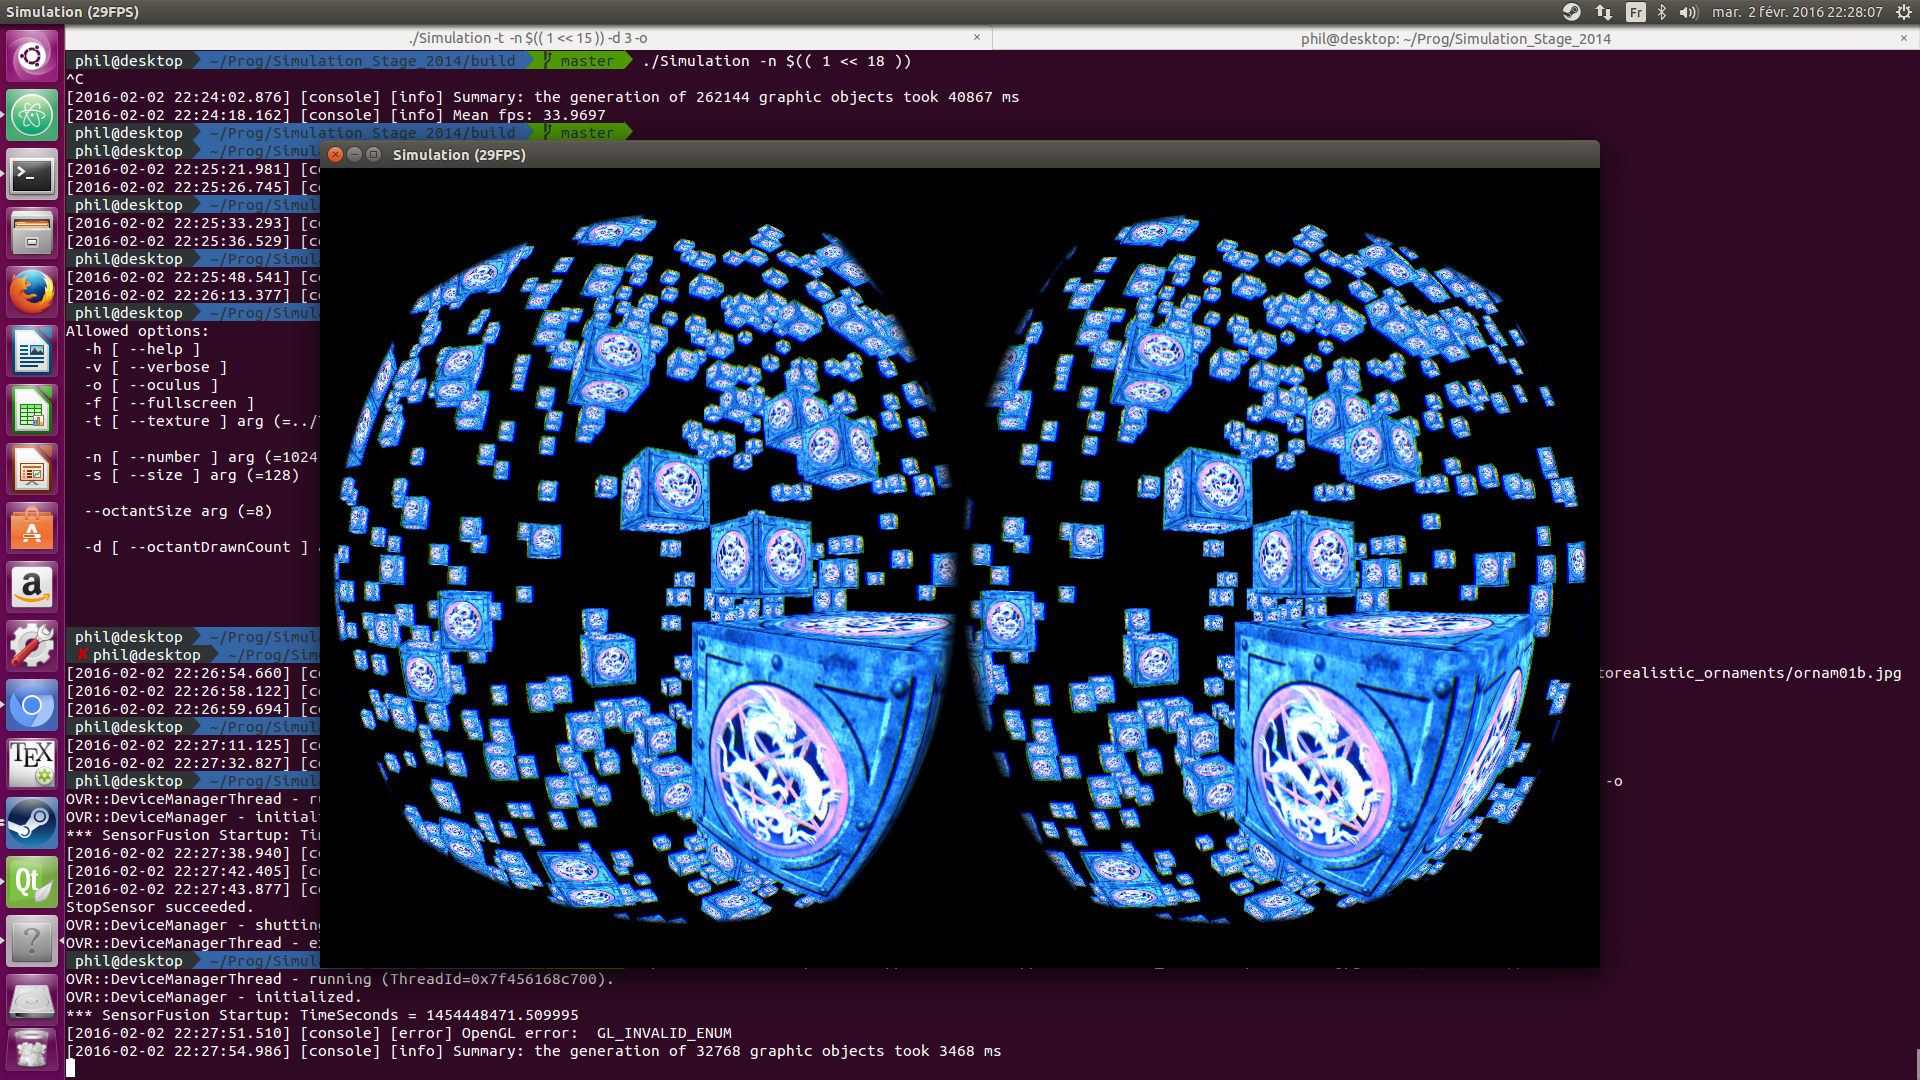 Simulation (29FPS)
Fr
mar. 2 févr. 2016 22:28:07
./Simulation -t -n $(( 1 << 15 )) -d 3 -o ×
phil@desktop: ~/Prog/Simulation_Stage_2014 ×
phil@desktop ~/Prog/Simulation_Stage_2014/build master ./Simulation -n $(( 1 << 18 ))
^C
[2016-02-02 22:24:02.876] [console] [info] Summary: the generation of 262144 graphic objects took 40867 ms
[2016-02-02 22:24:18.162] [console] [info] Mean fps: 33.9697
phil@desktop ~/Prog/Simulation_Stage_2014/build master
phil@desktop ~/Prog/Simul
Simulation (29FPS)
[2016-02-02 22:25:21.981] [c
[2016-02-02 22:25:26.745] [c
phil@desktop ~/Prog/Simul
[2016-02-02 22:25:33.293] [c
[2016-02-02 22:25:36.529] [c
phil@desktop ~/Prog/Simul
[2016-02-02 22:25:48.541] [c
[2016-02-02 22:26:13.377] [c
phil@desktop ~/Prog/Simul
Allowed options:
-h [ --help ]
-v [ --verbose ]
-o [ --oculus ]
-f [ --fullscreen ]
-t [ --texture ] arg (=../
-n [ --number ] arg (=1024
-s [ --size ] arg (=128)
--octantSize arg (=8)
-d [ --octantDrawnCount ]
phil@desktop ~/Prog/Simul
✘ phil@desktop ~/Prog/Simul
[2016-02-02 22:26:54.660] [c torealistic_ornaments/ornam01b.jpg
[2016-02-02 22:26:58.122] [c
[2016-02-02 22:26:59.694] [c
phil@desktop ~/Prog/Simul
[2016-02-02 22:27:11.125] [c
[2016-02-02 22:27:32.827] [c
phil@desktop ~/Prog/Simul -o
OVR::DeviceManagerThread - r
OVR::DeviceManager - initial
*** SensorFusion Startup: Ti
[2016-02-02 22:27:38.940] [c
[2016-02-02 22:27:42.405] [c
[2016-02-02 22:27:43.877] [c
StopSensor succeeded.
OVR::DeviceManager - shutting
OVR::DeviceManagerThread - e
phil@desktop ~/Prog/Simul
OVR::DeviceManagerThread - running (ThreadId=0x7f456168c700).
OVR::DeviceManager - initialized.
*** SensorFusion Startup: TimeSeconds = 1454448471.509995
[2016-02-02 22:27:51.510] [console] [error] OpenGL error:  GL_INVALID_ENUM
[2016-02-02 22:27:54.986] [console] [info] Summary: the generation of 32768 graphic objects took 3468 ms
a
TEX
Qt
?